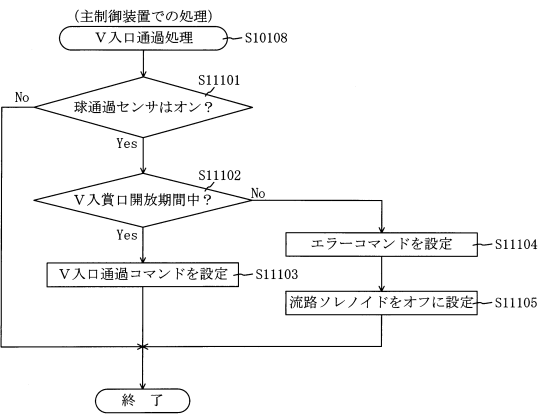 (主制御装置での処理)
V入口通過処理
S10108
S11101
球通過センサはオン?
No
Yes
S11102
V入賞口開放期間中?
No
Yes
エラーコマンドを設定
S11104
V入口通過コマンドを設定
S11103
流路ソレノイドをオフに設定
S11105
終 了